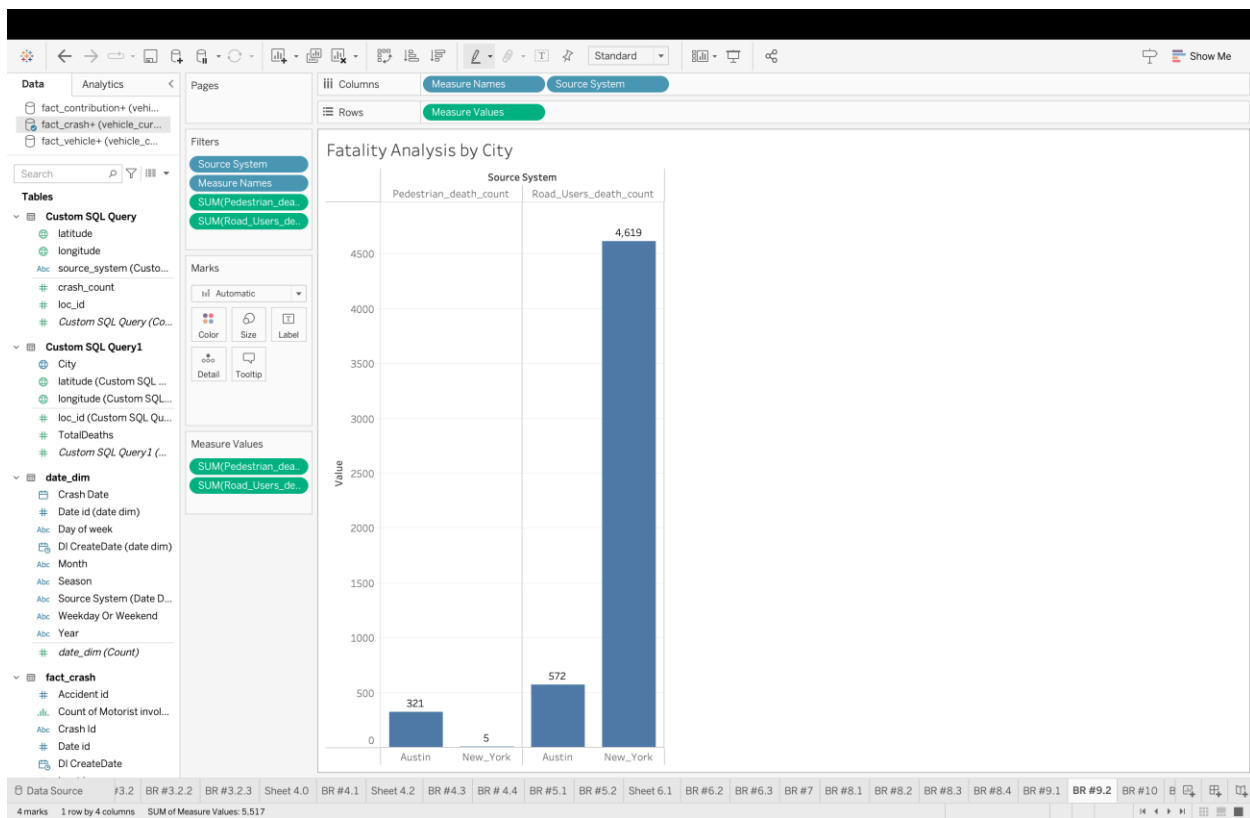 Standard
Show Me
Data
Analytics
Pages
Columns
Measure Names
Source System
Rows
Measure Values
fact_contribution+ (vehi...
fact_crash+ (vehicle_cur...
fact_vehicle+ (vehicle_c...
Search
Tables
Custom SQL Query
latitude
longitude
Abc source_system (Custo...
# crash_count
# loc_id
# Custom SQL Query (Co...
Custom SQL Query1
City
latitude (Custom SQL ...
longitude (Custom SQL...
# loc_id (Custom SQL Qu...
# TotalDeaths
# Custom SQL Query1 (...
date_dim
Crash Date
# Date id (date dim)
Abc Day of week
DI CreateDate (date dim)
Abc Month
Abc Season
Abc Source System (Date D...
Abc Weekday Or Weekend
Abc Year
# date_dim (Count)
fact_crash
# Accident id
Count of Motorist invol...
Abc Crash Id
# Date id
DI CreateDate
Filters
Source System
Measure Names
SUM(Pedestrian_dea..
SUM(Road_Users_de..
Marks
Automatic
Color
Size
Label
Detail
Tooltip
Measure Values
SUM(Pedestrian_dea..
SUM(Road_Users_de..
Fatality Analysis by City
Source System
Pedestrian_death_count
Road_Users_death_count
Value
4500
4000
3500
3000
2500
2000
1500
1000
500
0
321
5
572
4,619
Austin
New_York
Austin
New_York
Data Source
#3.2
BR #3.2.2
BR #3.2.3
Sheet 4.0
BR #4.1
Sheet 4.2
BR #4.3
BR # 4.4
BR #5.1
BR #5.2
Sheet 6.1
BR #6.2
BR #6.3
BR #7
BR #8.1
BR #8.2
BR #8.3
BR #8.4
BR #9.1
BR #9.2
BR #10
4 marks
1 row by 4 columns
SUM of Measure Values: 5,517